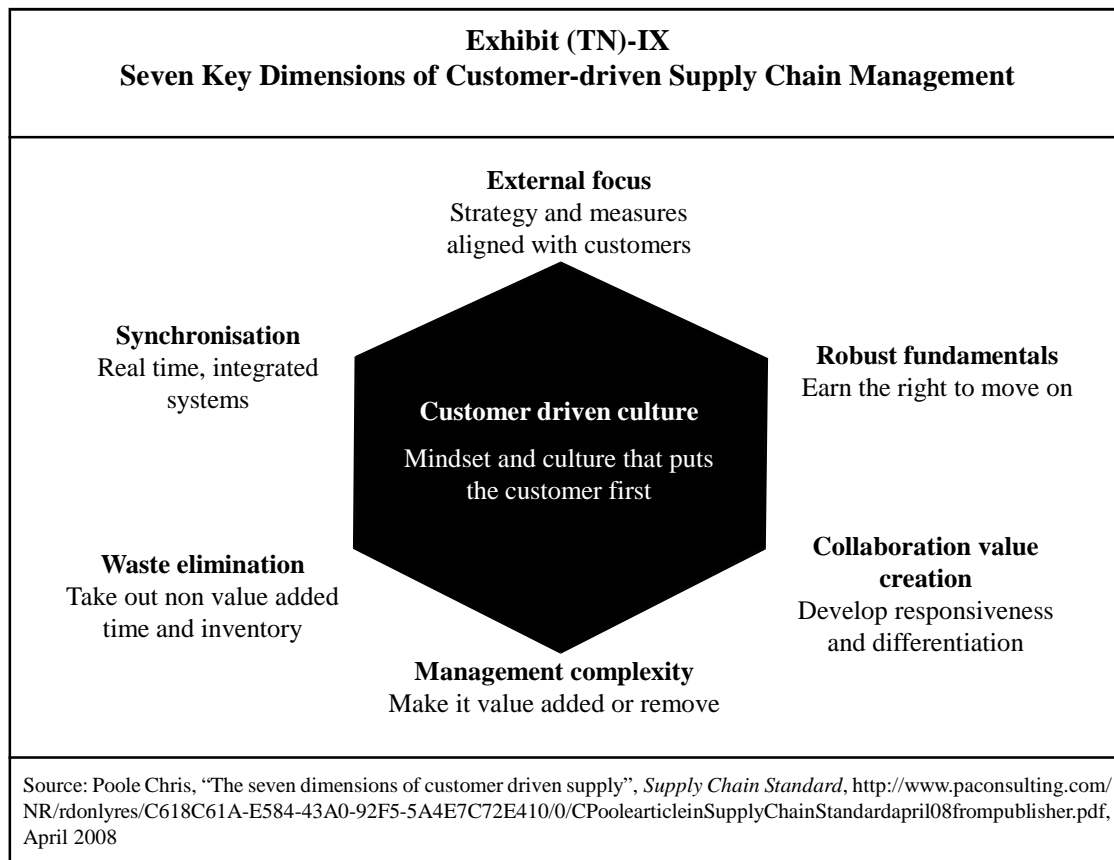 Exhibit (TN)-IX
Seven Key Dimensions of Customer-driven Supply Chain Management
External focus
Strategy and measures
aligned with customers
Synchronisation
Real time, integrated
systems
Robust fundamentals
Earn the right to move on
Customer driven culture
Mindset and culture that puts
the customer first
Waste elimination
Take out non value added
time and inventory
Collaboration value
creation
Develop responsiveness
and differentiation
Management complexity
Make it value added or remove
Source: Poole Chris, “The seven dimensions of customer driven supply”, Supply Chain Standard, http://www.paconsulting.com/
NR/rdonlyres/C618C61A-E584-43A0-92F5-5A4E7C72E410/0/CPoolearticleinSupplyChainStandardapril08frompublisher.pdf,
April 2008